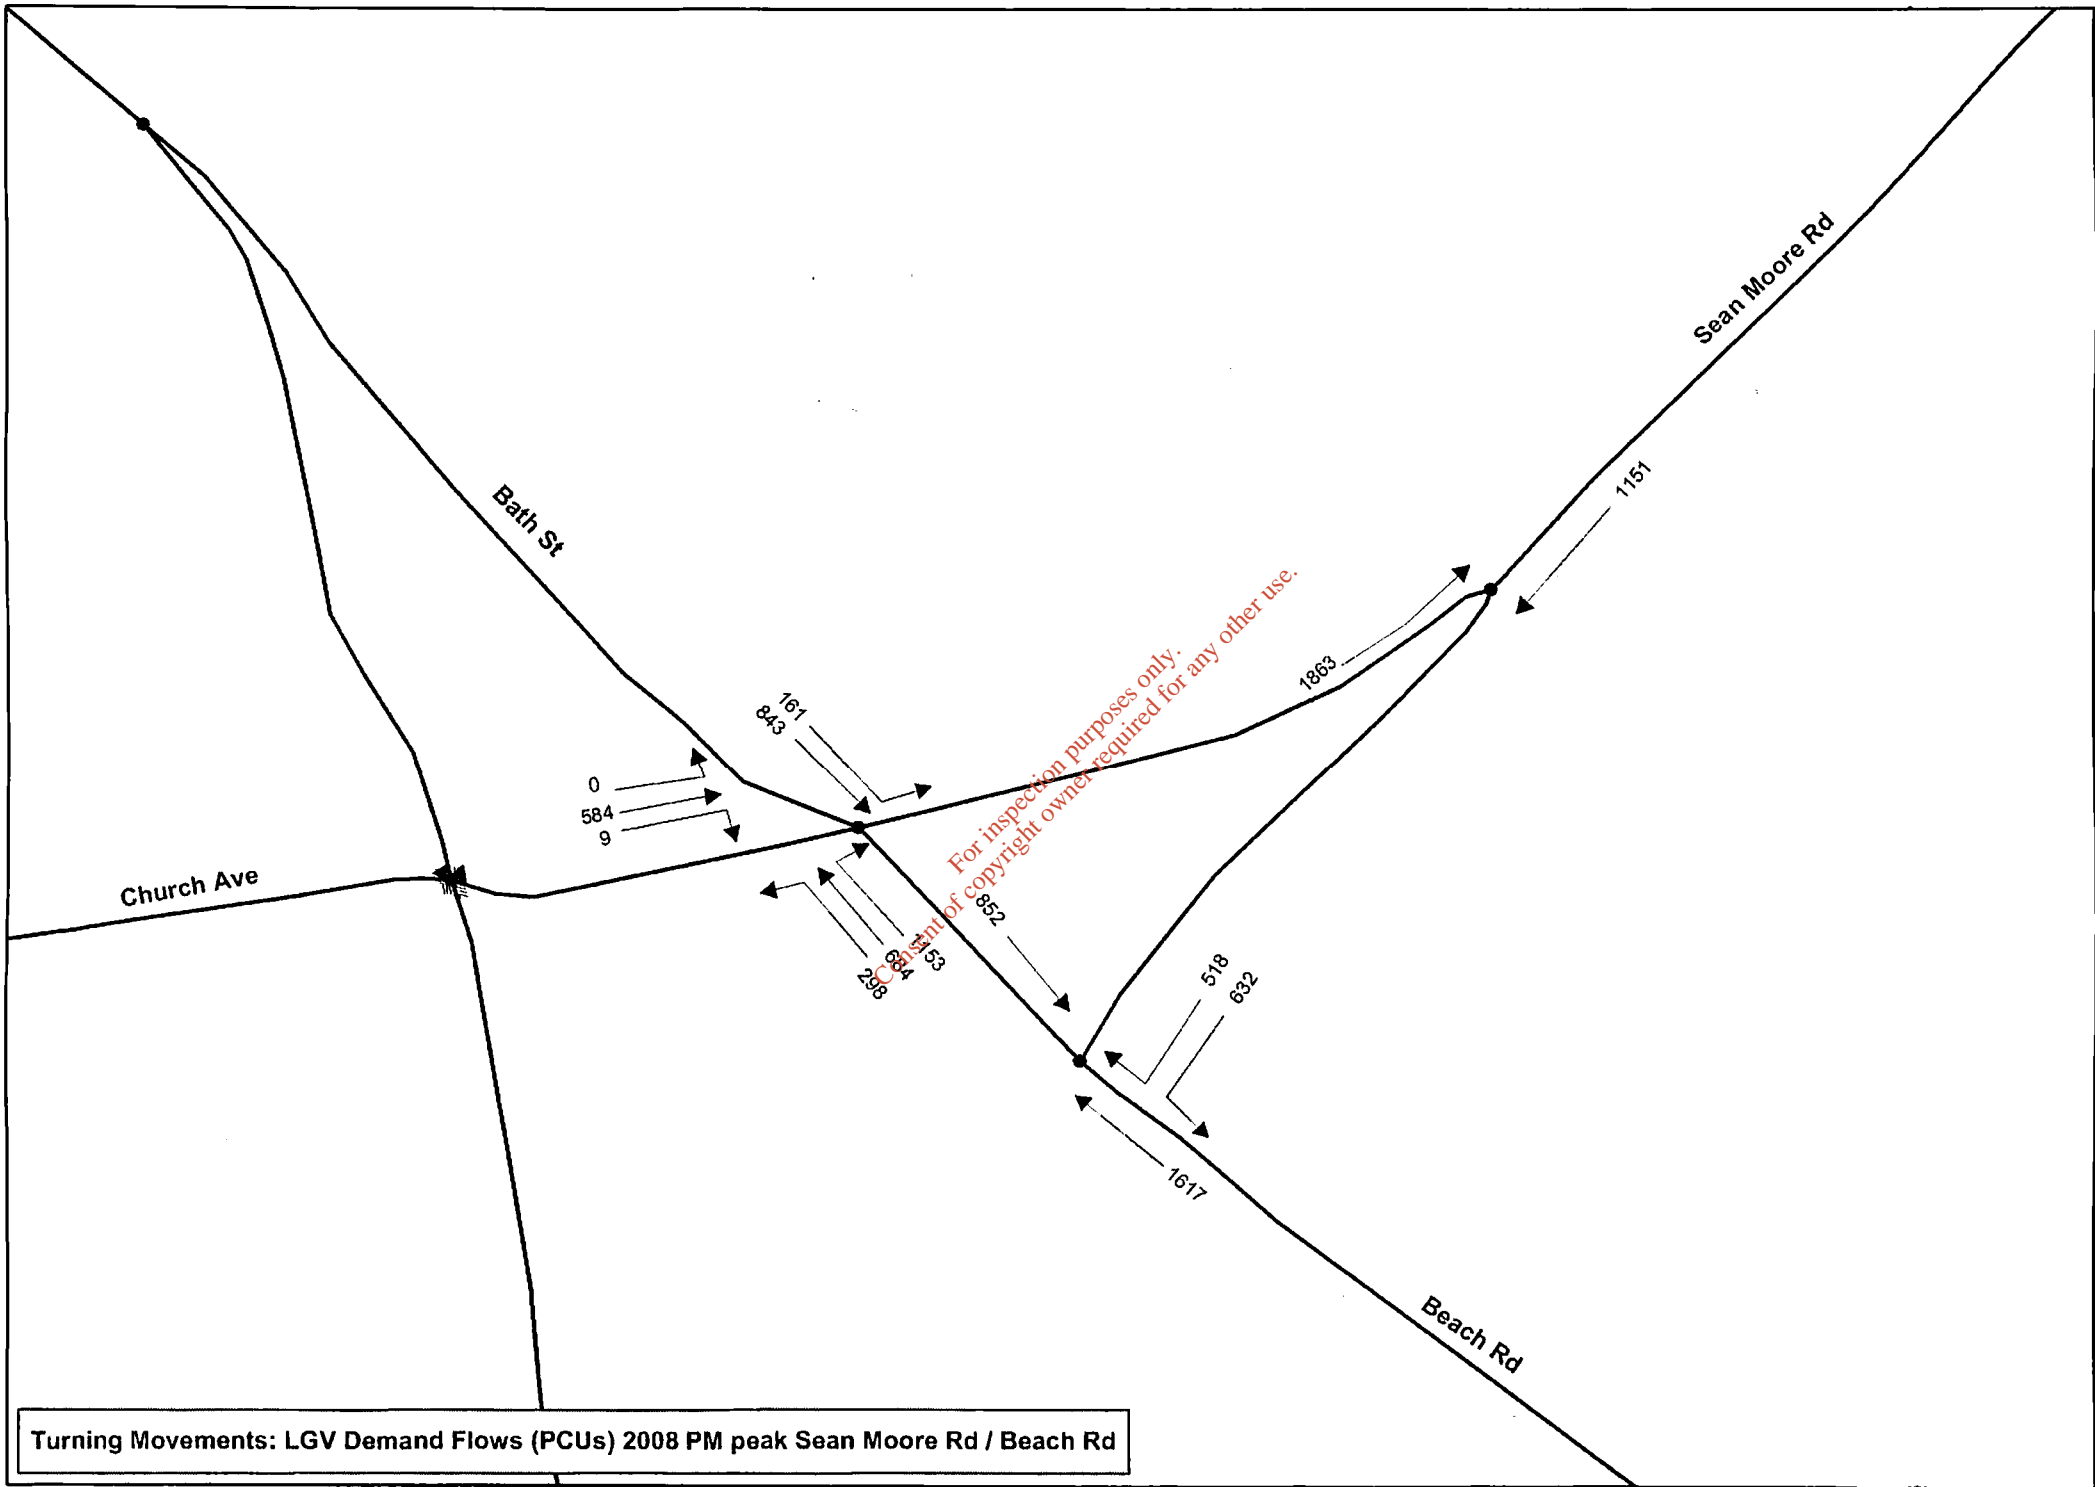 Sean Moore Rd
1151
Bath St
1863
161
843
0
584
9
Church Ave
852
1153
684
298
518
632
1617
Beach Rd
For inspection purposes only.
Consent of copyright owner required for any other use.
Turning Movements: LGV Demand Flows (PCUs) 2008 PM peak Sean Moore Rd / Beach Rd